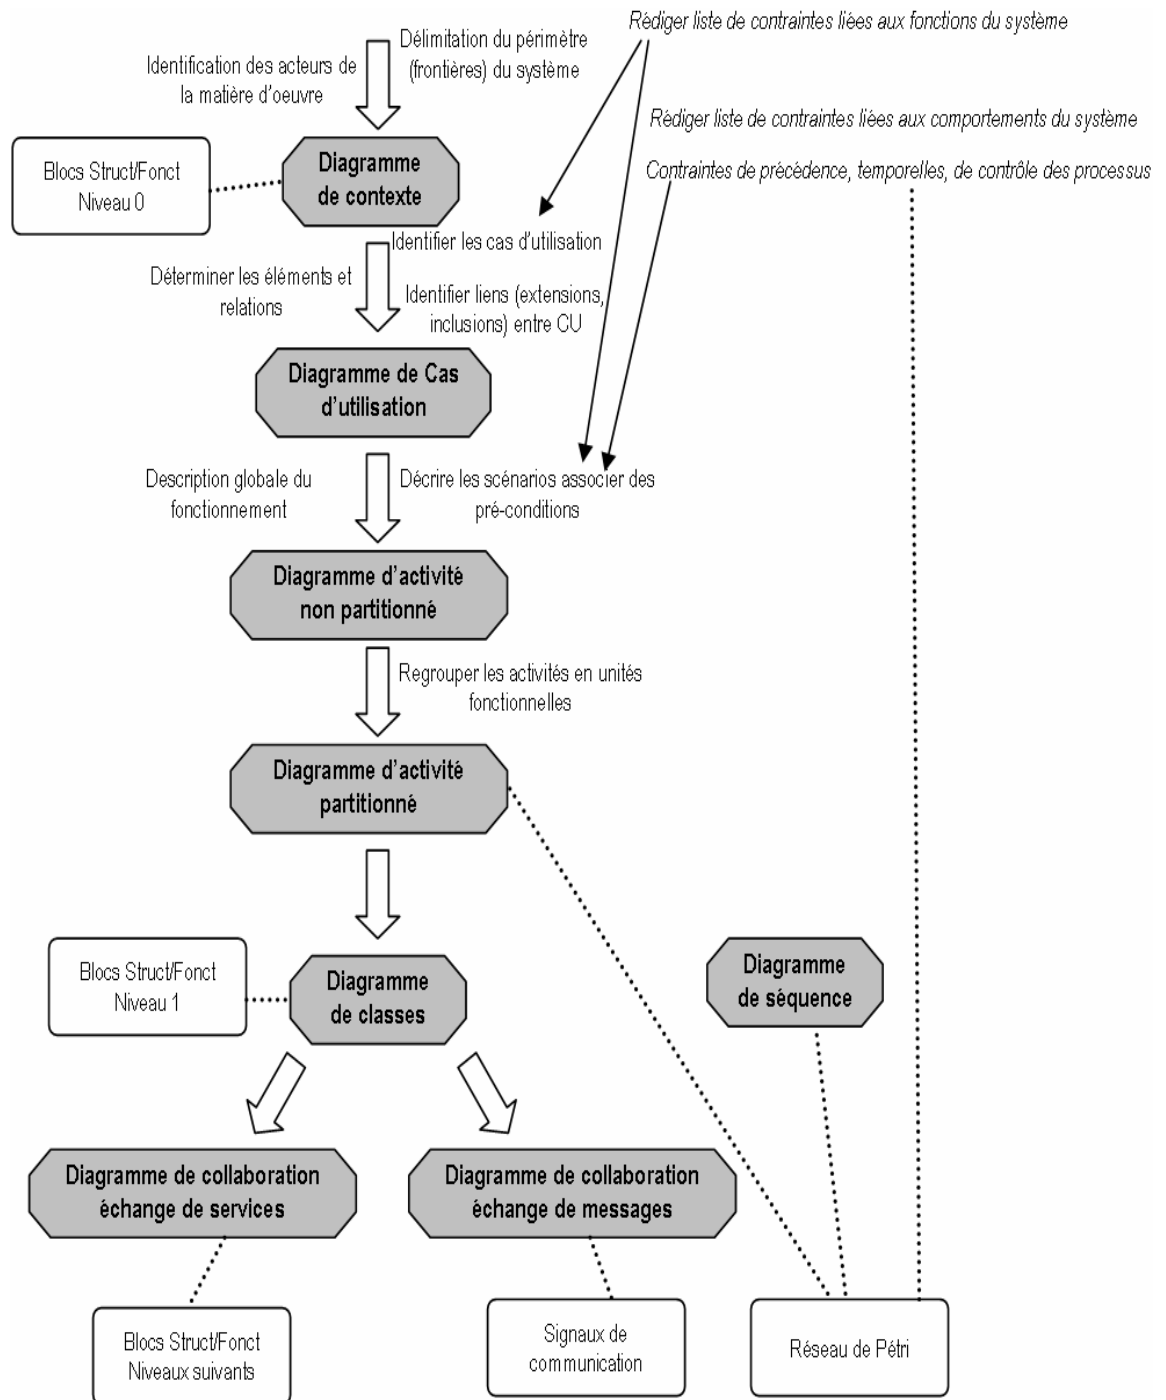 Rédiger liste de contraintes liées aux fonctions du système
Délimitation du périmètre
(frontières) du système
Identification des acteurs de
la matière d'oeuvre
Rédiger liste de contraintes liées aux comportements du système
Contraintes de précédence, temporelles, de contrôle des processus
Blocs Struct/Fonct
Niveau 0
Diagramme
de contexte
Identifier les cas d'utilisation
Déterminer les éléments et
relations
Identifier liens (extensions,
inclusions) entre CU
Diagramme de Cas
d'utilisation
Description globale du
fonctionnement
Décrire les scénarios associer des
pré-conditions
Diagramme d'activité
non partitionné
Regrouper les activités en unités
fonctionnelles
Diagramme d'activité
partitionné
Blocs Struct/Fonct
Niveau 1
Diagramme
de classes
Diagramme
de séquence
Diagramme de collaboration
échange de services
Diagramme de collaboration
échange de messages
Blocs Struct/Fonct
Niveaux suivants
Signaux de
communication
Réseau de Pétri